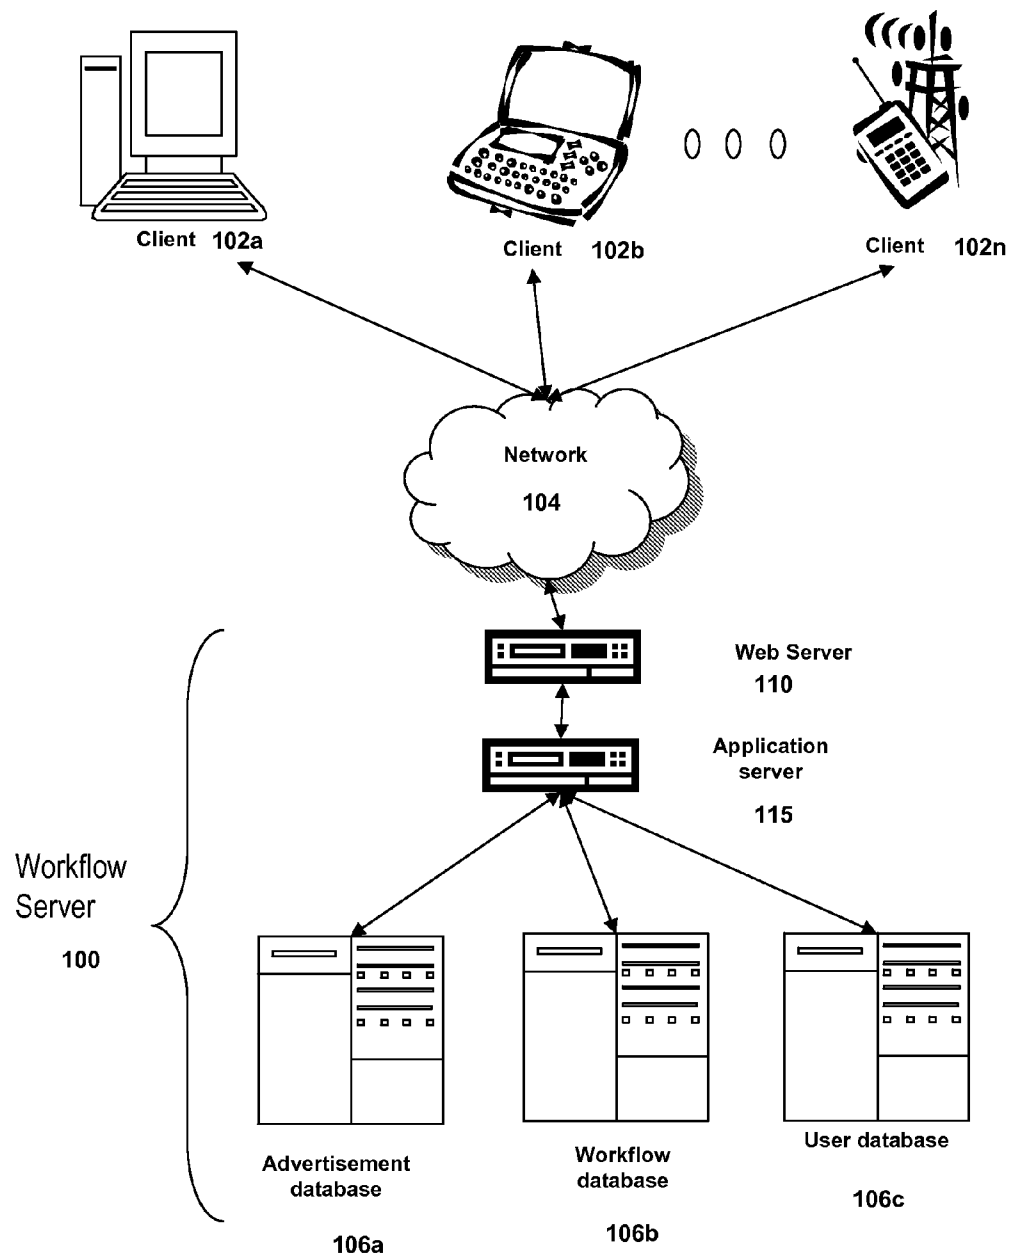 Client 102a
Client 102b
Client 102n
Network
104
Web Server
110
Application
server
115
Workflow
Server
100
Advertisement
database
106a
Workflow
database
106b
User database
106c